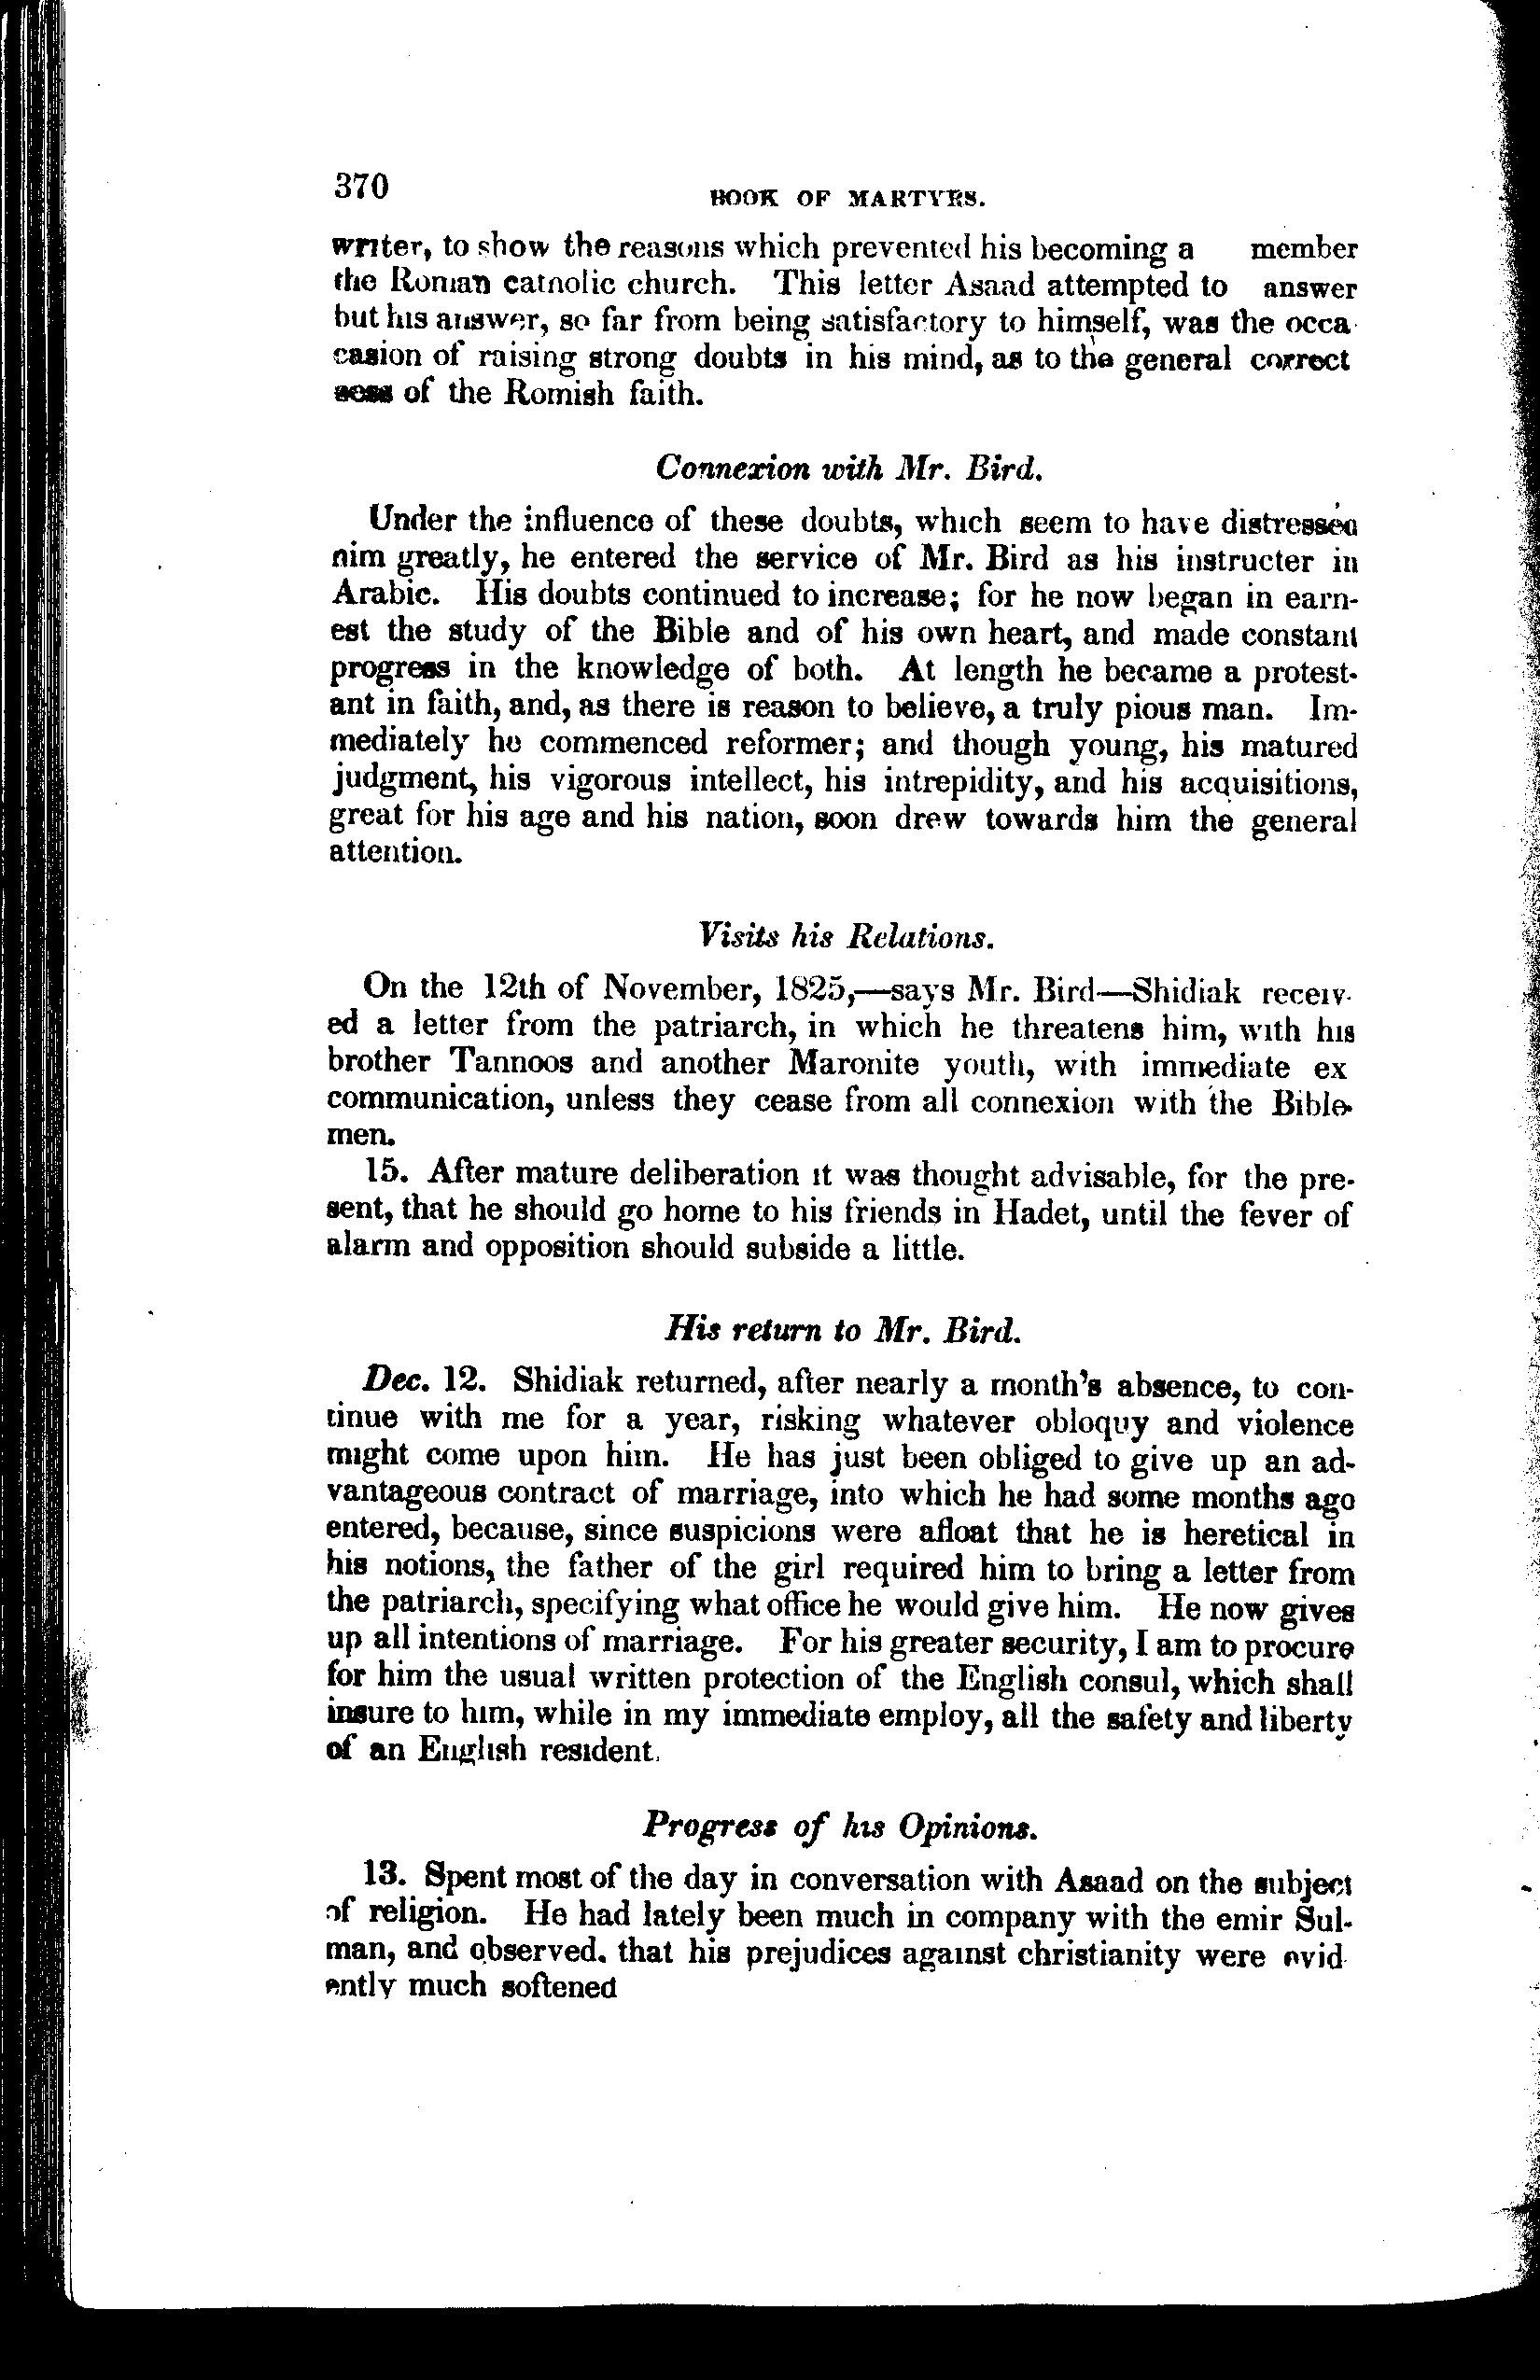 370
BOOK OF MARTYRS.
writer, to show the reasons which prevented his becoming a member
the Roman catholic church. This letter Asaad attempted to answer
but his answer, so far from being satisfactory to himself, was the occa
casion of raising strong doubts in his mind, as to the general correct
ness of the Romish faith.
Connexion with Mr. Bird.
Under the influence of these doubts, which seem to have distressed
him greatly, he entered the service of Mr. Bird as his instructer in
Arabic. His doubts continued to increase; for he now began in earn-
est the study of the Bible and of his own heart, and made constant
progress in the knowledge of both. At length he became a protest-
ant in faith, and, as there is reason to believe, a truly pious man. Im-
mediately he commenced reformer; and though young, his matured
judgment, his vigorous intellect, his intrepidity, and his acquisitions,
great for his age and his nation, soon drew towards him the general
attention.
Visits his Relations.
On the 12th of November, 1825,—says Mr. Bird—Shidiak receiv-
ed a letter from the patriarch, in which he threatens him, with his
brother Tannoos and another Maronite youth, with immediate ex
communication, unless they cease from all connexion with the Bible-
men.
15. After mature deliberation it was thought advisable, for the pre-
sent, that he should go home to his friends in Hadet, until the fever of
alarm and opposition should subside a little.
His return to Mr. Bird.
Dec. 12. Shidiak returned, after nearly a month's absence, to con-
tinue with me for a year, risking whatever obloquy and violence
might come upon him. He has just been obliged to give up an ad-
vantageous contract of marriage, into which he had some months ago
entered, because, since suspicions were afloat that he is heretical in
his notions, the father of the girl required him to bring a letter from
the patriarch, specifying what office he would give him. He now gives
up all intentions of marriage. For his greater security, I am to procure
for him the usual written protection of the English consul, which shall
insure to him, while in my immediate employ, all the safety and liberty
of an English resident.
Progress of his Opinions.
13. Spent most of the day in conversation with Asaad on the subject
of religion. He had lately been much in company with the emir Sul-
man, and observed. that his prejudices against christianity were evid-
ently much softened